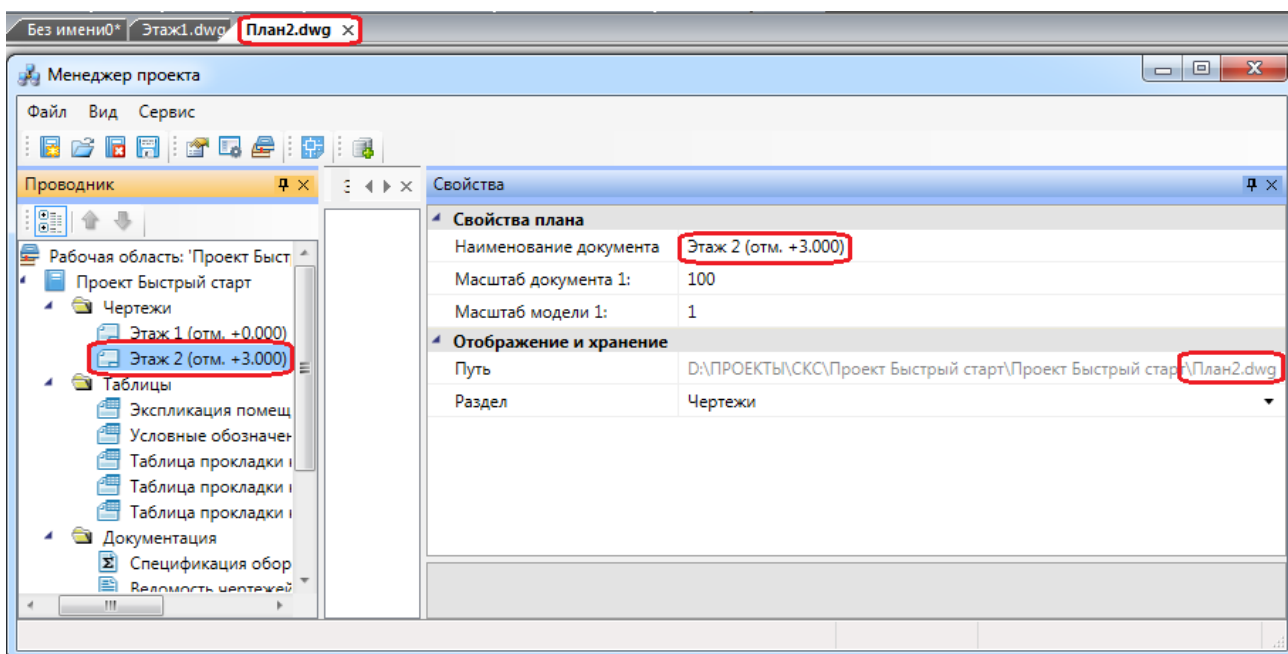 Без имени0* Этаж1.dwg План2.dwg
Менеджер проекта
Файл Вид Сервис
Проводник
Свойства
Рабочая область: 'Проект Быст
Проект Быстрый старт
Чертежи
Этаж 1 (отм. +0.000)
Этаж 2 (отм. +3.000)
Таблицы
Экспликация помещ
Условные обозначен
Таблица прокладки
Таблица прокладки
Таблица прокладки
Документация
Спецификация обор
Ведомость чертежей
Свойства плана
Наименование документа Этаж 2 (отм. +3.000)
Масштаб документа 1: 100
Масштаб модели 1: 1
Отображение и хранение
Путь D:\ПРОЕКТЫ\СКС\Проект Быстрый старт\Проект Быстрый старт\План2.dwg
Раздел Чертежи